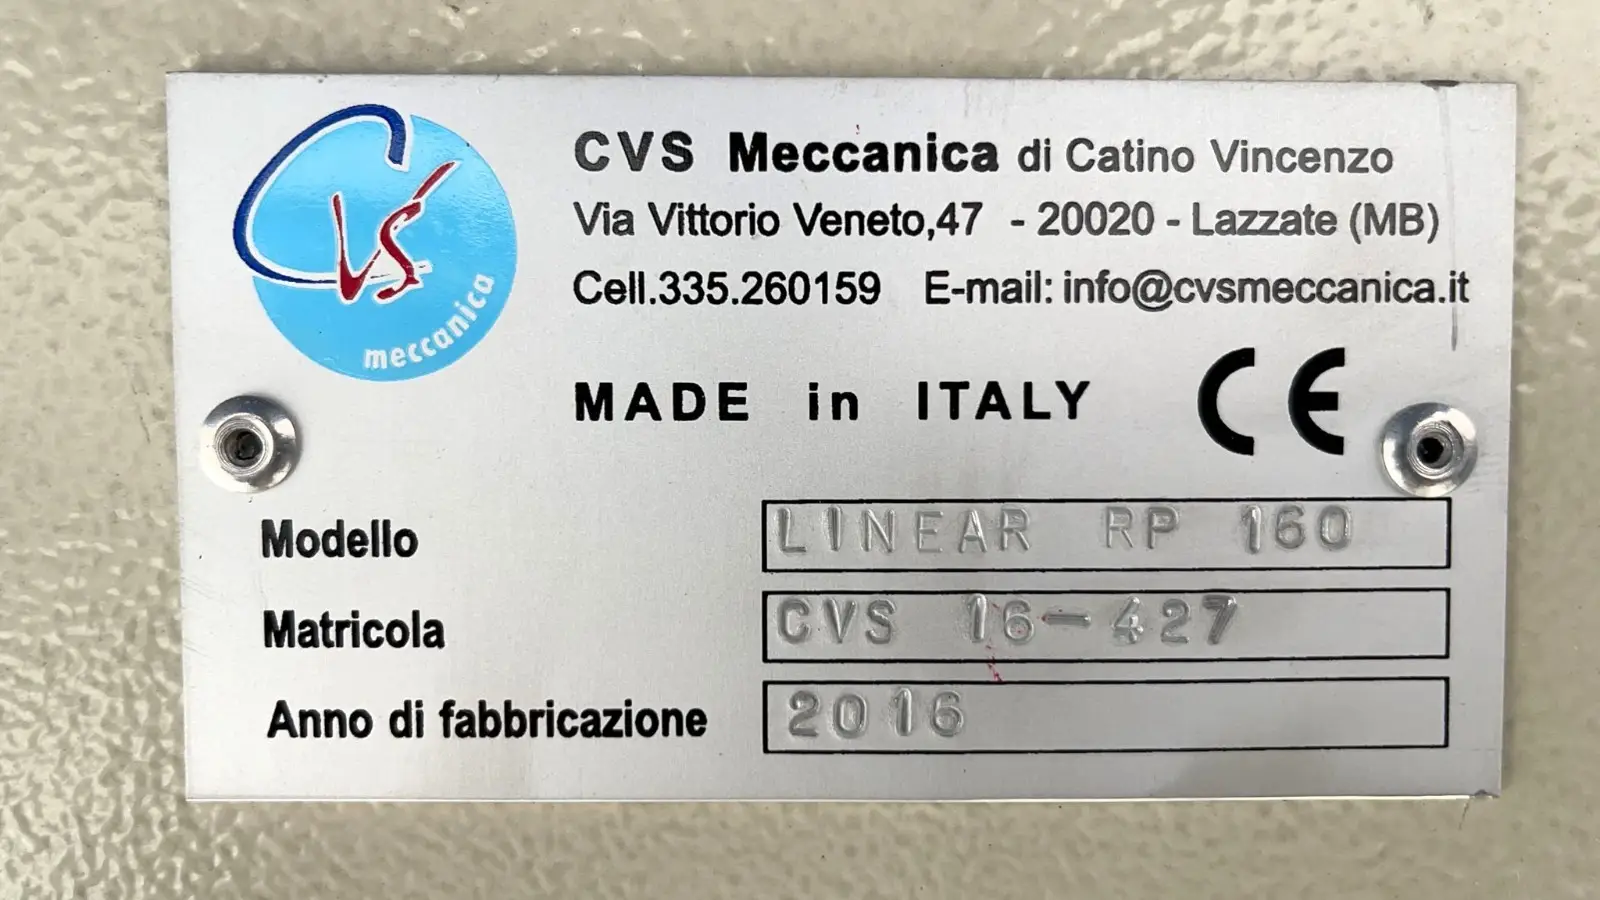 CVS
meccanica
CVS Meccanica di Catino Vincenzo
Via Vittorio Veneto,47 - 20020 - Lazzate (MB)
Cell.335.260159 E-mail: info@cvsmeccanica.it
MADE in ITALY CE
Modello LINEAR RP 160
Matricola CVS 16-427
Anno di fabbricazione 2016